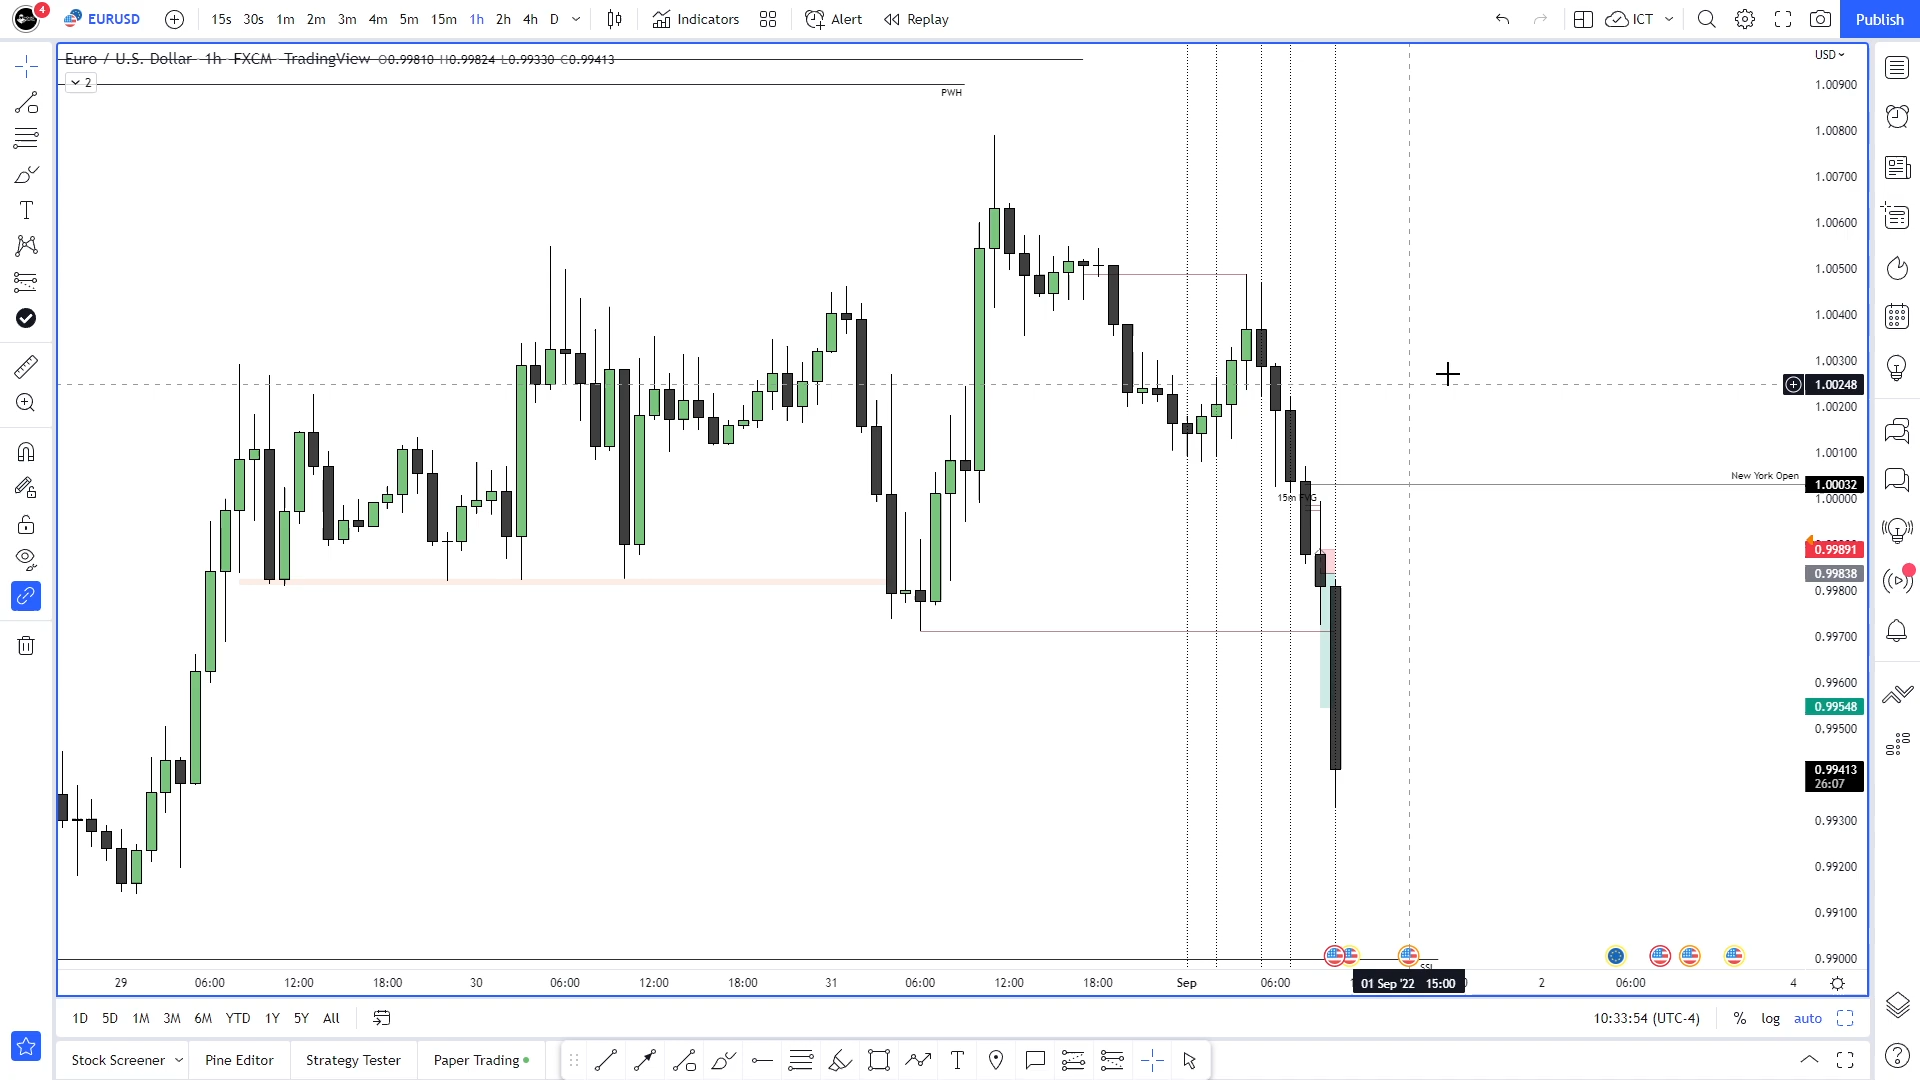 4
EURUSD
15s 30s 1m 2m 3m 4m 5m 15m 1h 2h 4h D
Indicators
Alert
Replay
ICT
Publish
Euro / U.S. Dollar · 1h · FXCM · TradingView O0.99810 H0.99824 L0.99330 C0.99413
2
PWH
USD
1.00900
1.00800
1.00700
1.00600
1.00500
1.00400
1.00300
1.00248
1.00200
1.00100
New York Open
1.00032
1.00000
15m FVG
0.99891
0.99838
0.99800
0.99700
0.99600
0.99548
0.99500
0.99413
26:07
0.99300
0.99200
0.99100
0.99000
SSL
29 06:00 12:00 18:00 30 06:00 12:00 18:00 31 06:00 12:00 18:00 Sep 06:00 01 Sep '22 15:00 2 06:00 4
1D 5D 1M 3M 6M YTD 1Y 5Y All
10:33:54 (UTC-4)
% log auto
Stock Screener
Pine Editor
Strategy Tester
Paper Trading